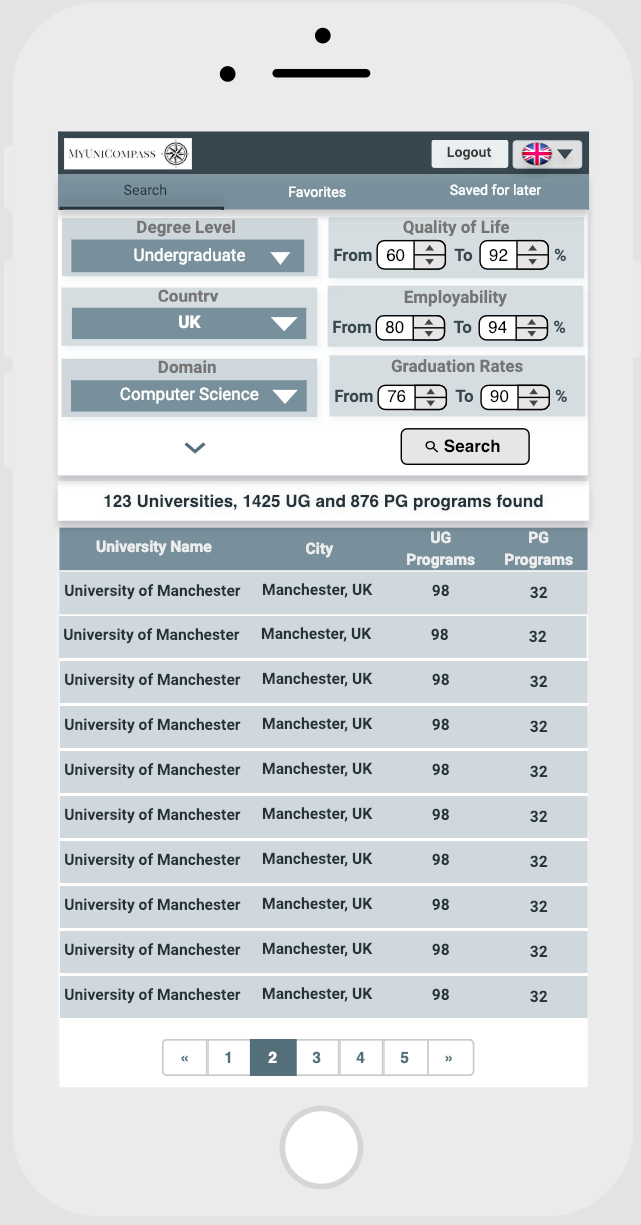 MYUNICOMPASS
Logout
Search
Favorites
Saved for later
Degree Level
Undergraduate
Quality of Life
From 60 To 92 %
Country
UK
Employability
From 80 To 94 %
Domain
Computer Science
Graduation Rates
From 76 To 90 %
Search
123 Universities, 1425 UG and 876 PG programs found
University Name City UG Programs PG Programs
University of Manchester Manchester, UK 98 32
University of Manchester Manchester, UK 98 32
University of Manchester Manchester, UK 98 32
University of Manchester Manchester, UK 98 32
University of Manchester Manchester, UK 98 32
University of Manchester Manchester, UK 98 32
University of Manchester Manchester, UK 98 32
University of Manchester Manchester, UK 98 32
University of Manchester Manchester, UK 98 32
University of Manchester Manchester, UK 98 32
« 1 2 3 4 5 »